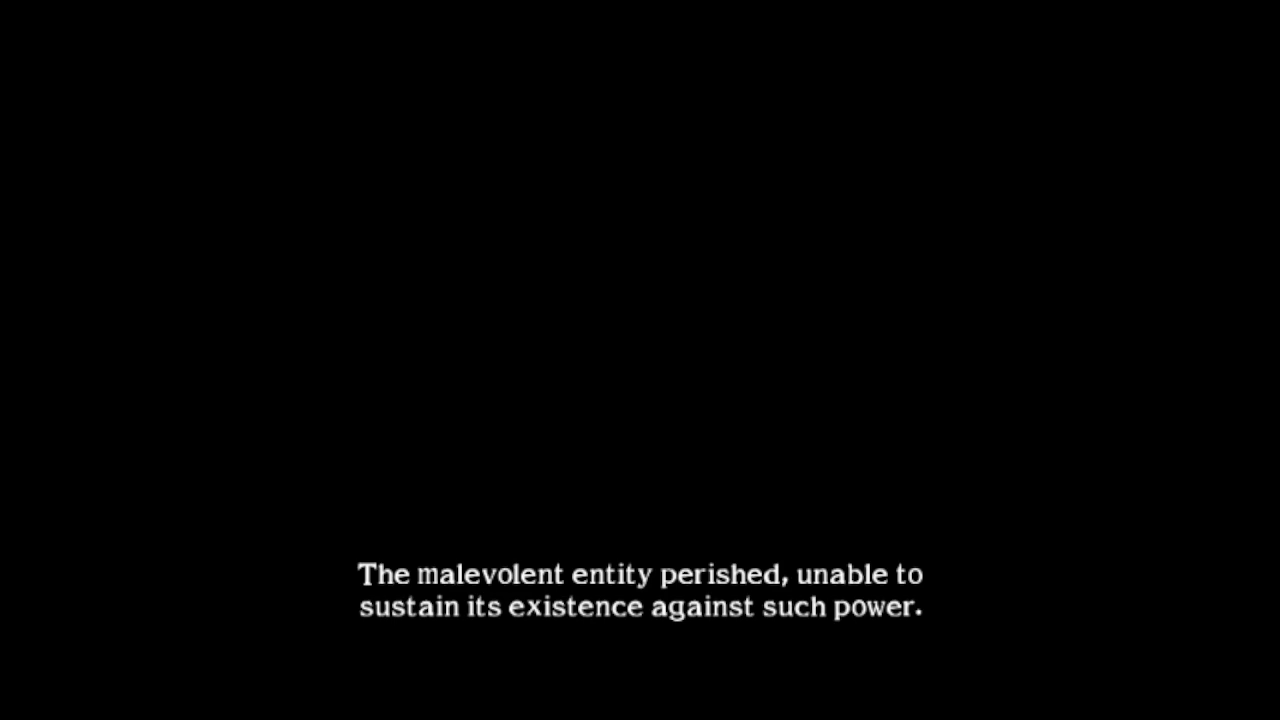 The malevolent entity perished, unable to
sustain its existence against such power.